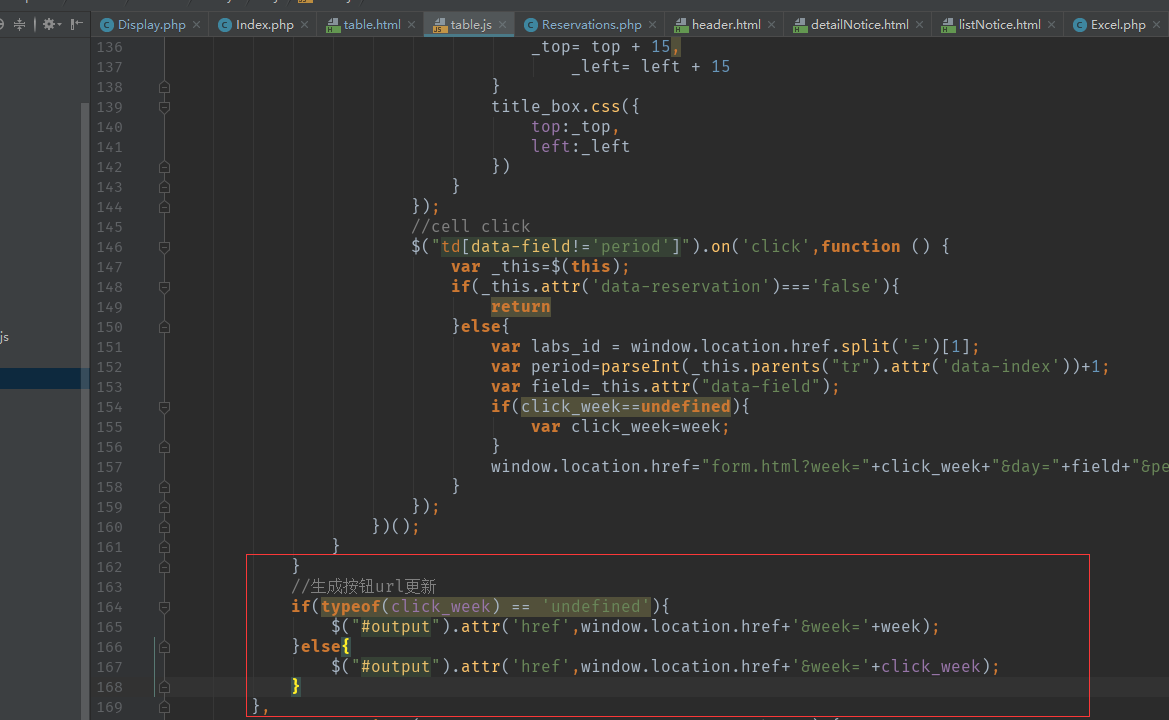 Display.php × Index.php × table.html × table.js × Reservations.php × header.html × detailNotice.html × listNotice.html × Excel.php ×
136 _top= top + 15,
137 _left= left + 15
138 }
139 title_box.css({
140 top:_top,
141 left:_left
142 })
143 }
144 });
145 //cell click
146 $("td[data-field!='period']").on('click',function () {
147 var _this=$(this);
148 if(_this.attr('data-reservation')==='false'){
149 return
150 }else{
js
151 var labs_id = window.location.href.split('=')[1];
152 var period=parseInt(_this.parents("tr").attr('data-index'))+1;
153 var field=_this.attr("data-field");
154 if(click_week==undefined){
155 var click_week=week;
156 }
157 window.location.href="form.html?week="+click_week+"&day="+field+"&pe
158 }
159 });
160 })();
161 }
162 }
163 //生成按钮url更新
164 if(typeof(click_week) == 'undefined'){
165 $("#output").attr('href',window.location.href+'&week='+week);
166 }else{
167 $("#output").attr('href',window.location.href+'&week='+click_week);
168 }
169 },